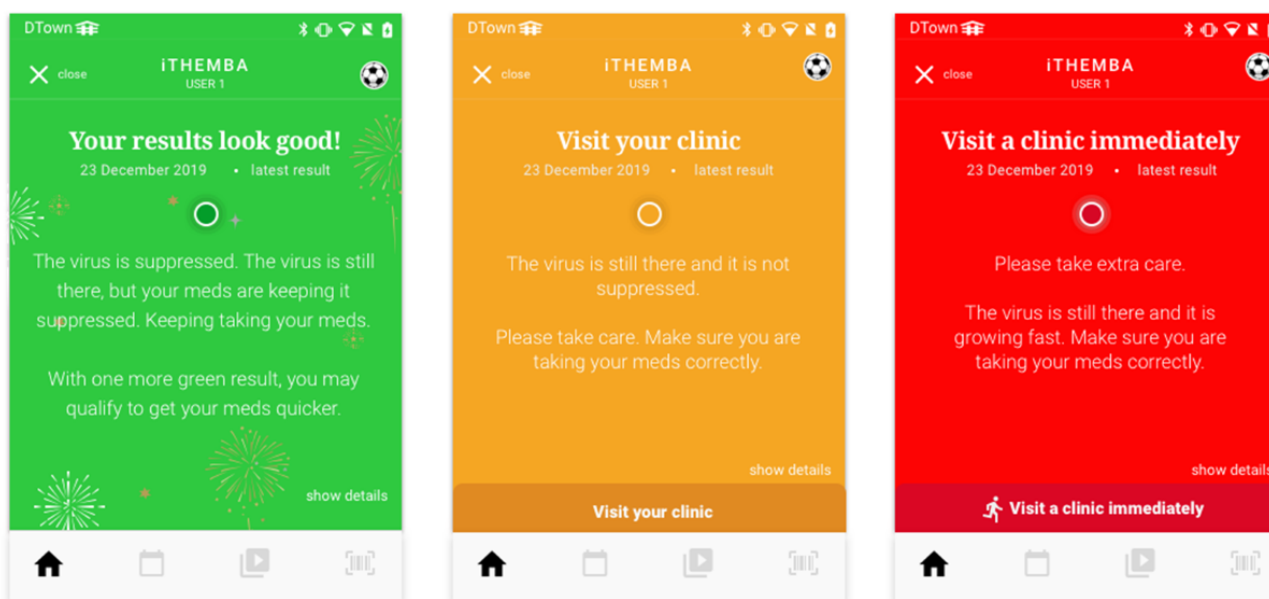 DTown
close
iTHEMBA
USER 1
Your results look good!
23 December 2019 • latest result
The virus is suppressed. The virus is still
there, but your meds are keeping it
suppressed. Keeping taking your meds.
With one more green result, you may
qualify to get your meds quicker.
show details
DTown
close
iTHEMBA
USER 1
Visit your clinic
23 December 2019 • latest result
The virus is still there and it is not
suppressed.
Please take care. Make sure you are
taking your meds correctly.
show details
Visit your clinic
DTown
close
iTHEMBA
USER 1
Visit a clinic immediately
23 December 2019 • latest result
Please take extra care.
The virus is still there and it is
growing fast. Make sure you are
taking your meds correctly.
show details
Visit a clinic immediately